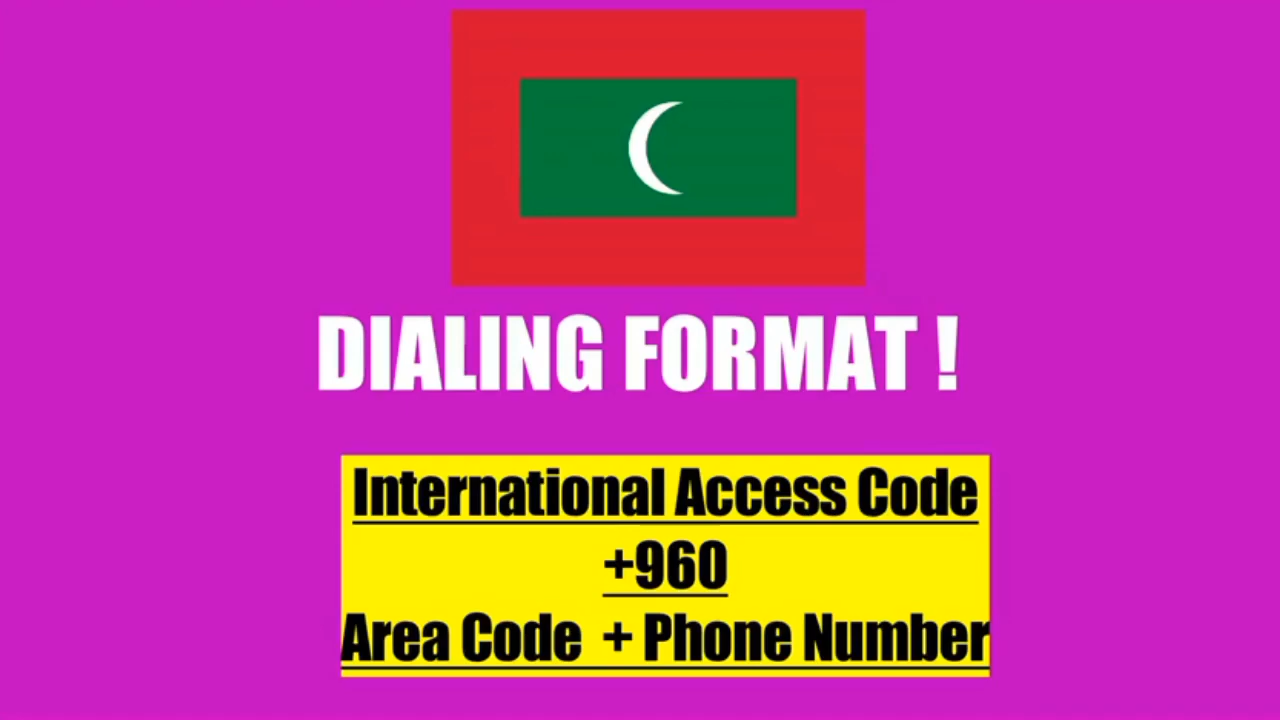 DIALING FORMAT !
International Access Code
+960
Area Code + Phone Number